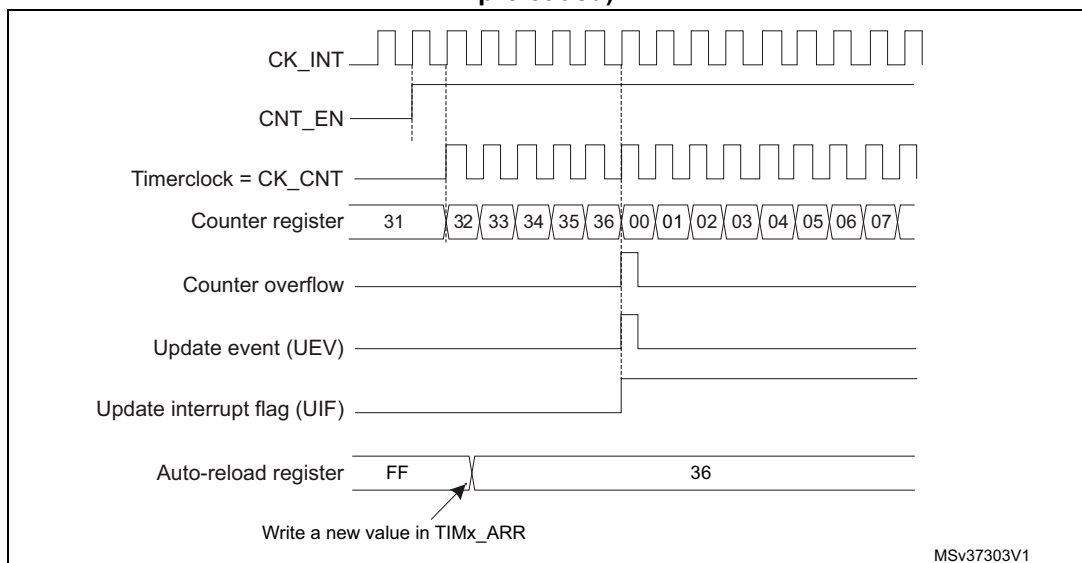 CK_INT
CNT_EN
Timerclock = CK_CNT
Counter register 31 32 33 34 35 36 00 01 02 03 04 05 06 07
Counter overflow
Update event (UEV)
Update interrupt flag (UIF)
Auto-reload register FF 36
Write a new value in TIMx_ARR
MSv37303V1